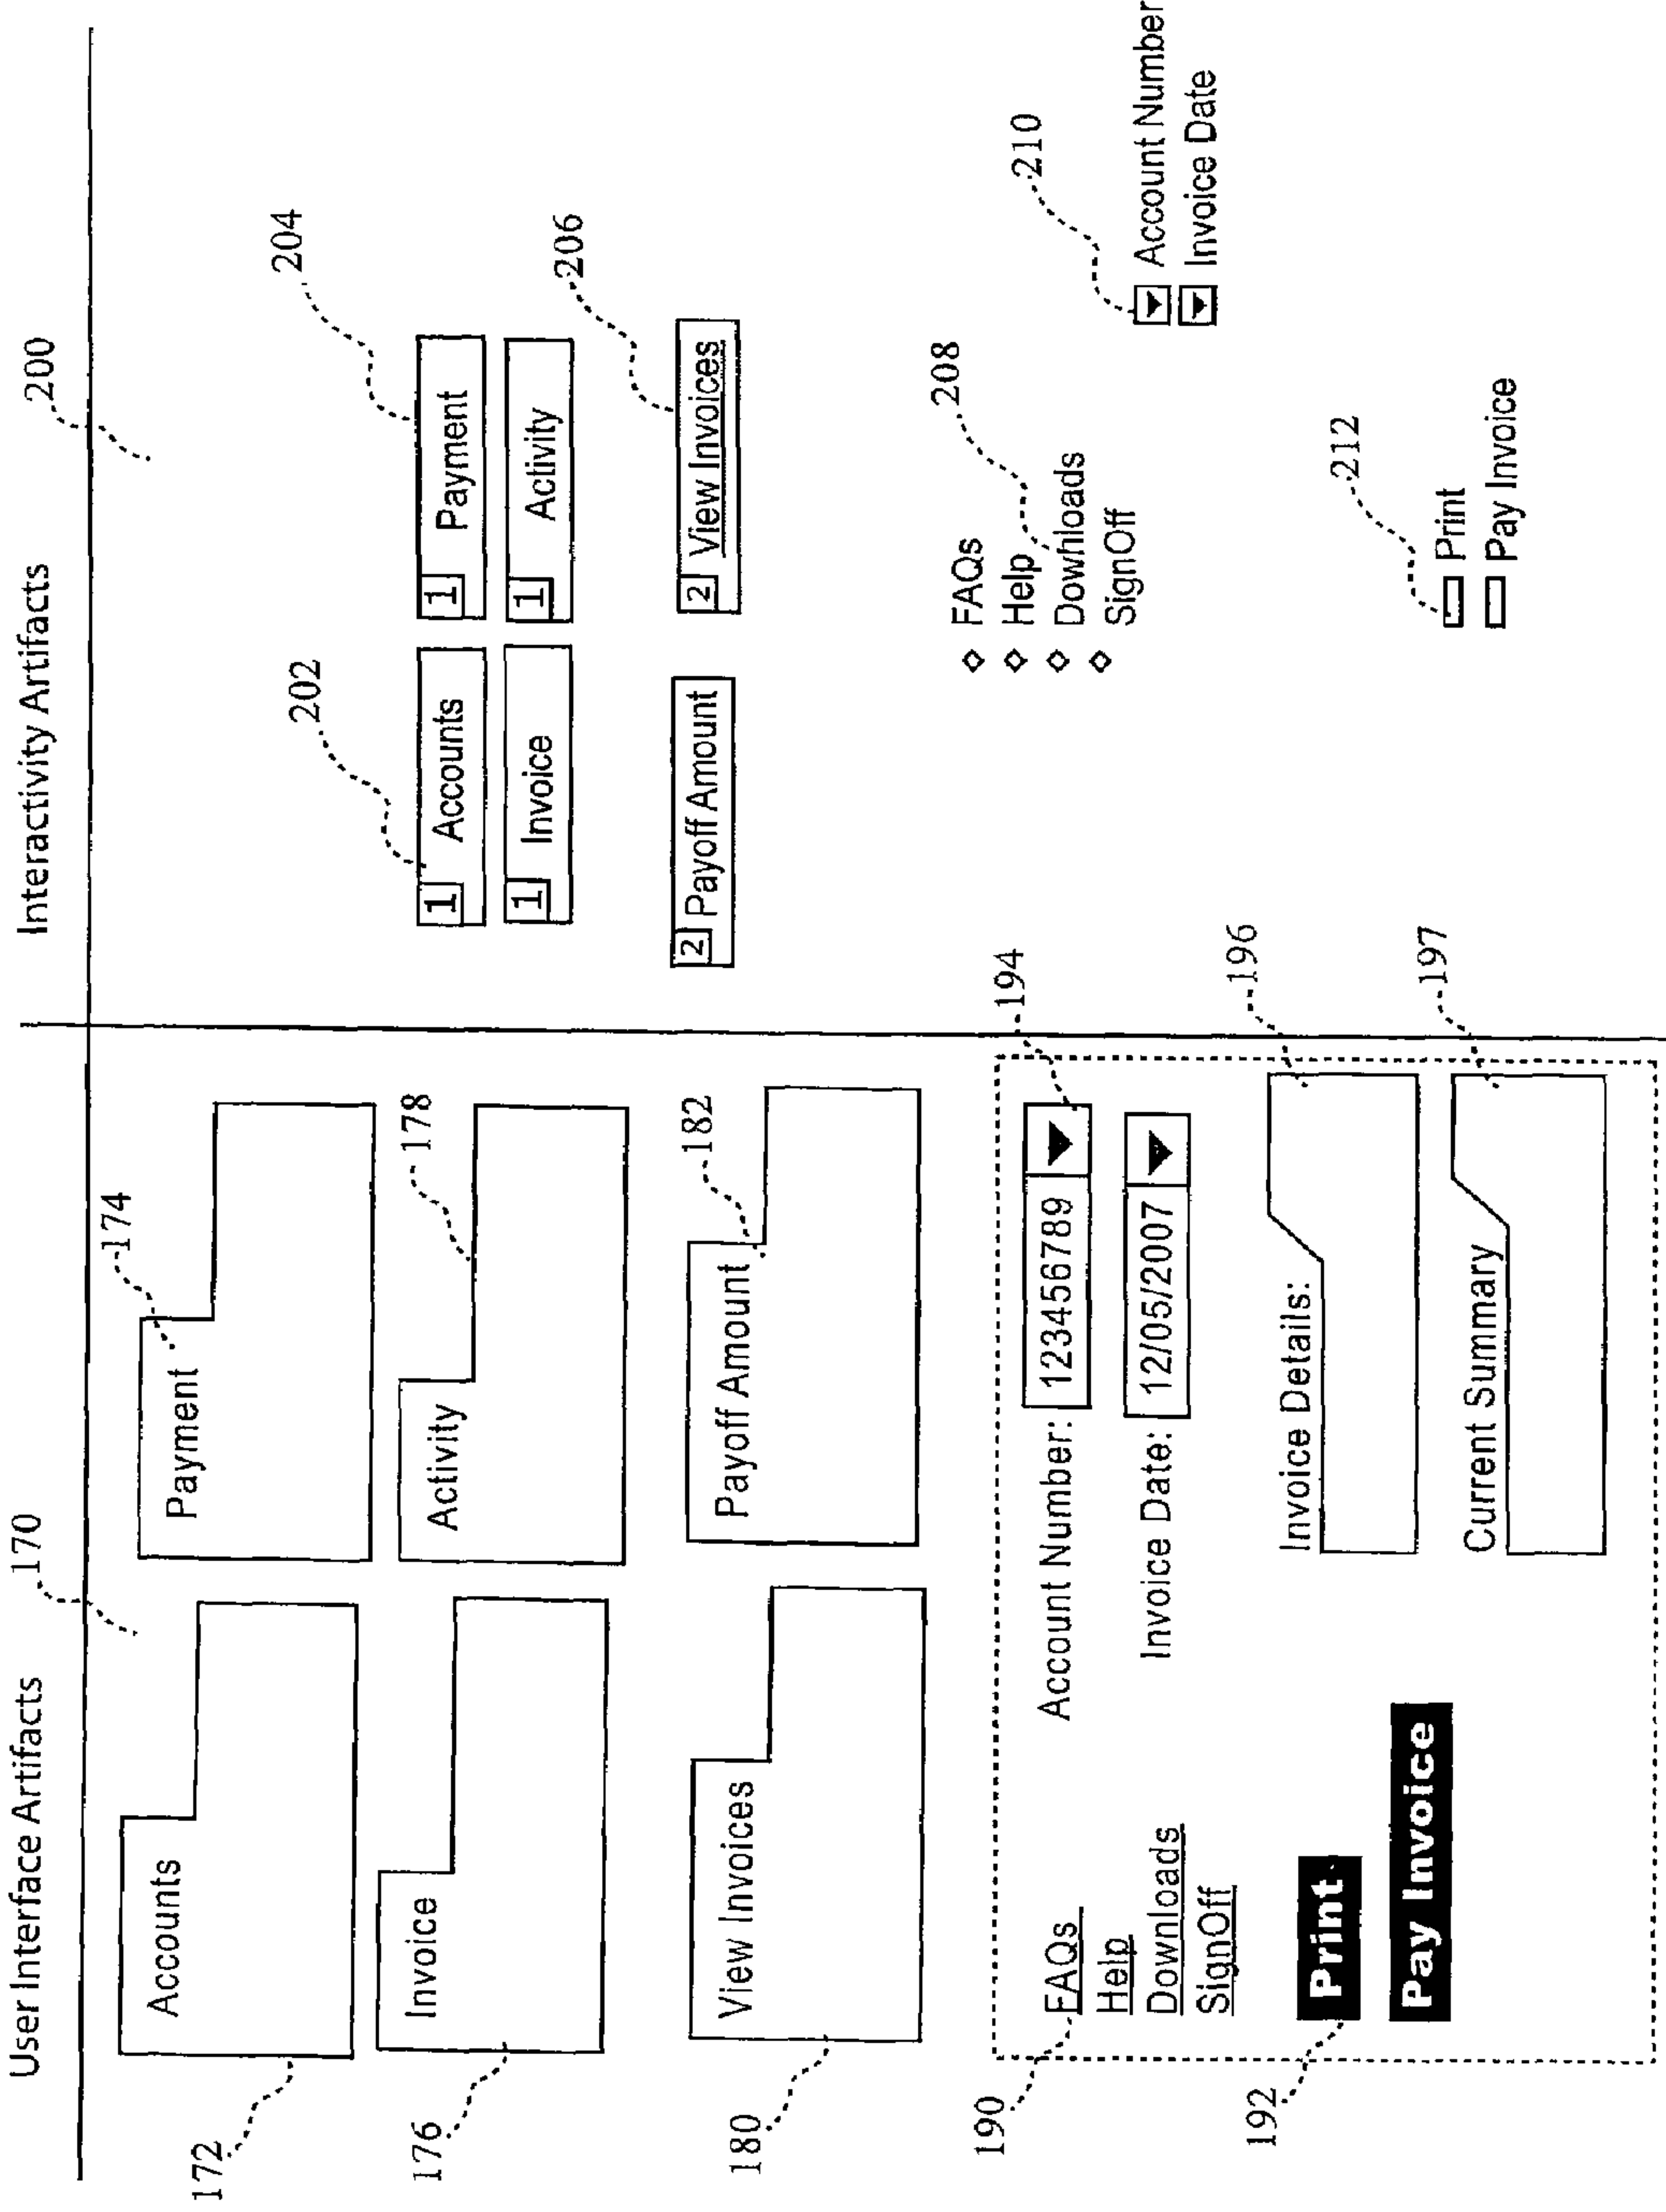 User Interface Artifacts
170
172
Accounts
174
Payment
176
Invoice
178
Activity
180
View Invoices
182
Payoff Amount
190
FAQs
Help
Downloads
SignOff
192
Print
Pay Invoice
Account Number: 123456789
194
Invoice Date: 12/05/2007
Invoice Details:
196
Current Summary
197
Interactivity Artifacts
200
202
1 Accounts
204
1 Payment
1 Invoice
1 Activity
2 Payoff Amount
206
2 View Invoices
208
FAQs
Help
Downloads
SignOff
210
Account Number
Invoice Date
212
Print
Pay Invoice